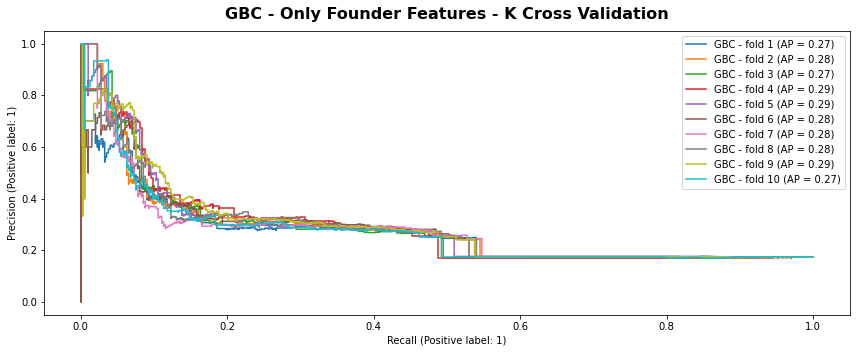 GBC - Only Founder Features - K Cross Validation
GBC - fold 1 (AP = 0.27)
GBC - fold 2 (AP = 0.28)
GBC - fold 3 (AP = 0.27)
GBC - fold 4 (AP = 0.29)
GBC - fold 5 (AP = 0.29)
GBC - fold 6 (AP = 0.28)
GBC - fold 7 (AP = 0.28)
GBC - fold 8 (AP = 0.28)
GBC - fold 9 (AP = 0.29)
GBC - fold 10 (AP = 0.27)
Precision (Positive label: 1)
1.0
0.8
0.6
0.4
0.2
0.0
0.0 0.2 0.4 0.6 0.8 1.0
Recall (Positive label: 1)